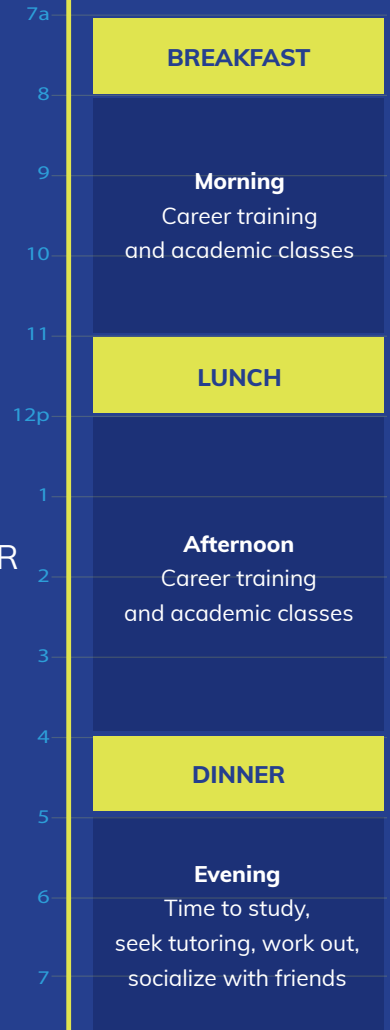 7a
BREAKFAST
8
9
Morning
Career training
10
and academic classes
11
LUNCH
12p
1
Afternoon
R
2
Career training
and academic classes
3
4
DINNER
5
Evening
6
Time to study,
seek tutoring, work out,
7
socialize with friends